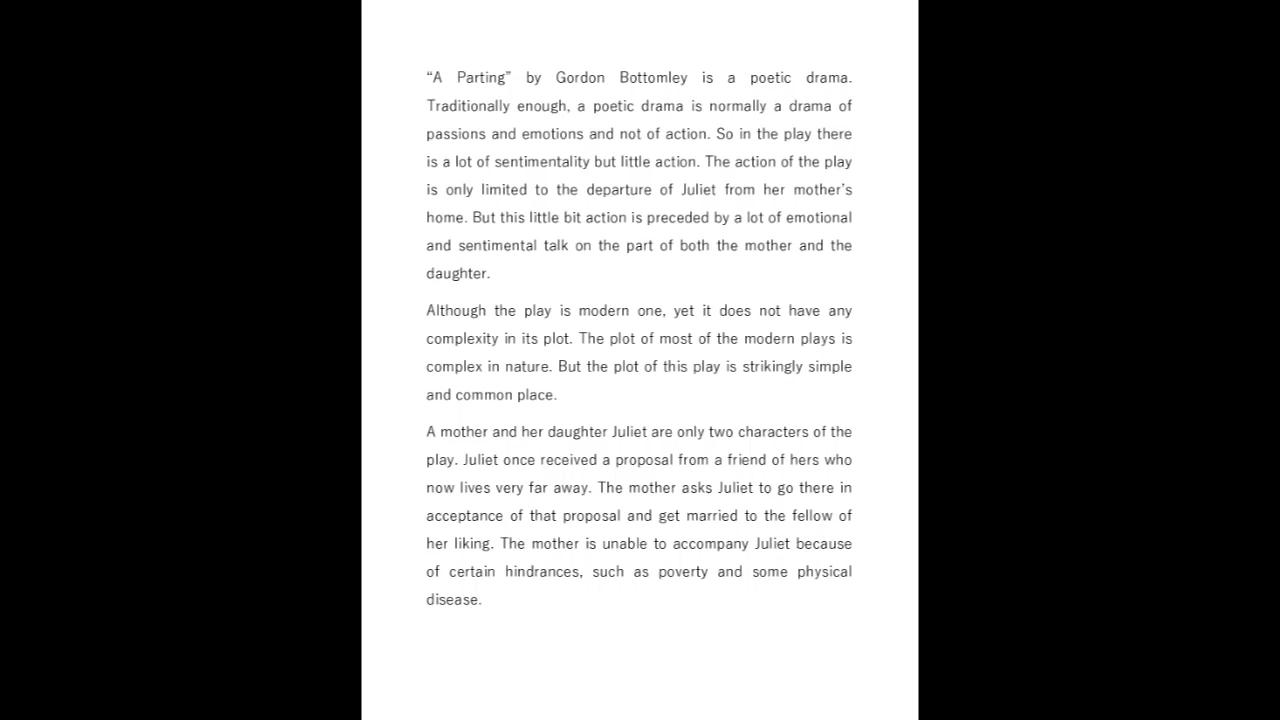 “A Parting” by Gordon Bottomley is a poetic drama.
Traditionally enough, a poetic drama is normally a drama of
passions and emotions and not of action. So in the play there
is a lot of sentimentality but little action. The action of the play
is only limited to the departure of Juliet from her mother’s
home. But this little bit action is preceded by a lot of emotional
and sentimental talk on the part of both the mother and the
daughter.
Although the play is modern one, yet it does not have any
complexity in its plot. The plot of most of the modern plays is
complex in nature. But the plot of this play is strikingly simple
and common place.
A mother and her daughter Juliet are only two characters of the
play. Juliet once received a proposal from a friend of hers who
now lives very far away. The mother asks Juliet to go there in
acceptance of that proposal and get married to the fellow of
her liking. The mother is unable to accompany Juliet because
of certain hindrances, such as poverty and some physical
disease.